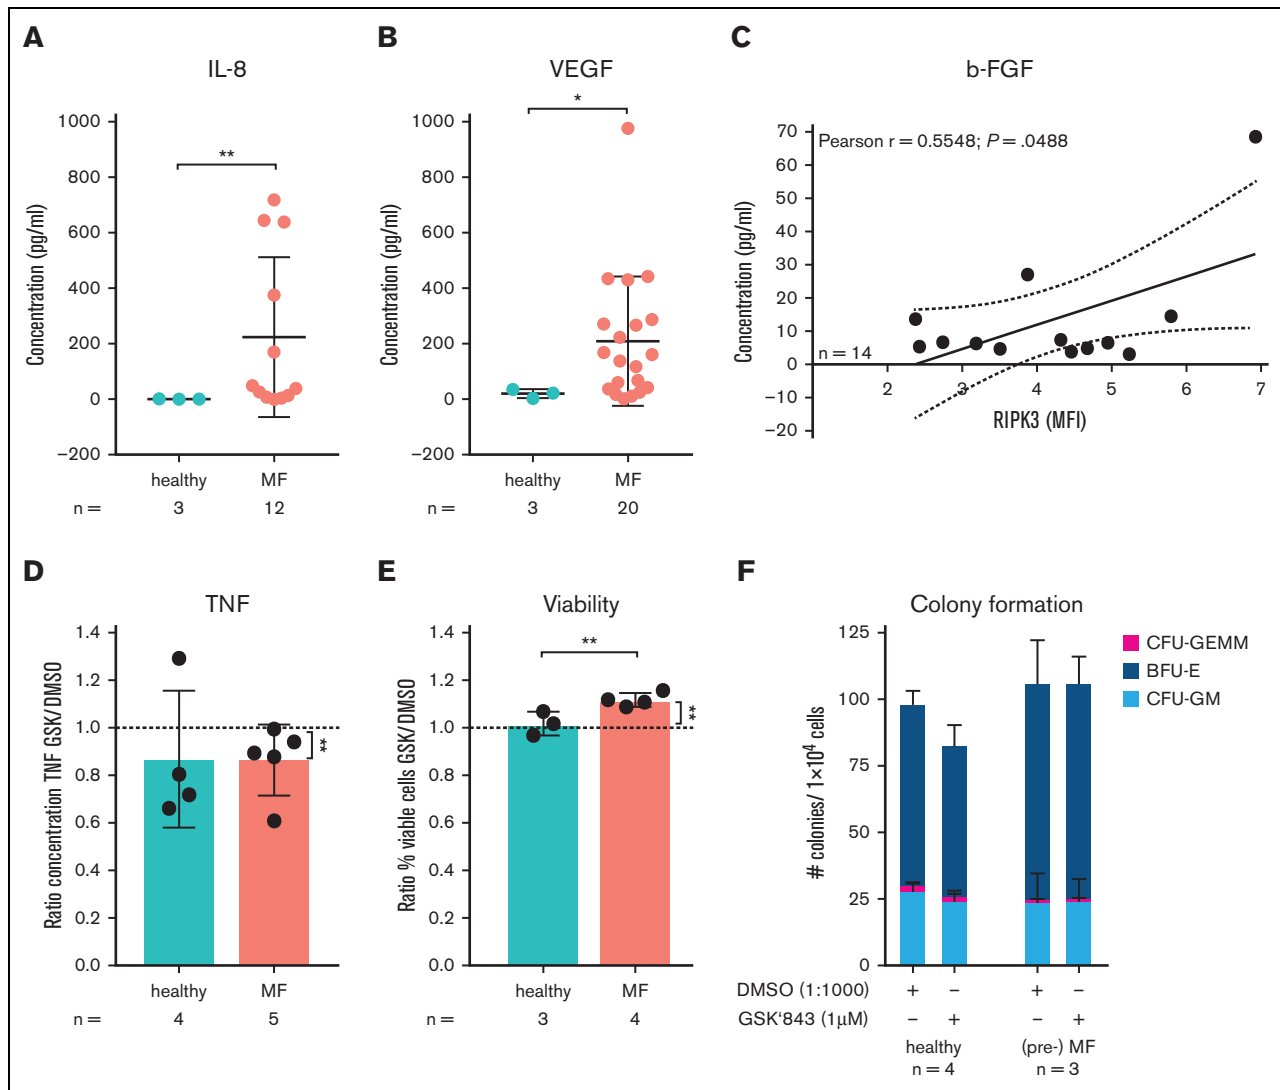 A
IL-8
Concentration (pg/ml)
1000
800
600
400
200
0
–200
**
healthy MF
n = 3 12
B
VEGF
Concentration (pg/ml)
1000
800
600
400
200
0
–200
*
healthy MF
n = 3 20
C
b-FGF
Concentration (pg/ml)
70
60
50
40
30
20
10
0
–10
–20
Pearson r = 0.5548; P = .0488
n = 14
2 3 4 5 6 7
RIPK3 (MFI)
D
TNF
Ratio concentration TNF GSK/DMSO
1.4
1.2
1.0
0.8
0.6
0.4
0.2
0.0
**
healthy MF
n = 4 5
E
Viability
Ratio % viable cells GSK/DMSO
1.4
1.2
1.0
0.8
0.6
0.4
0.2
0.0
**
**
healthy MF
n = 3 4
F
Colony formation
# colonies/ 1×10⁴ cells
125
100
75
50
25
0
CFU-GEMM
BFU-E
CFU-GM
DMSO (1:1000) + – + –
GSK‘843 (1µM) – + – +
healthy (pre-) MF
n = 4 n = 3